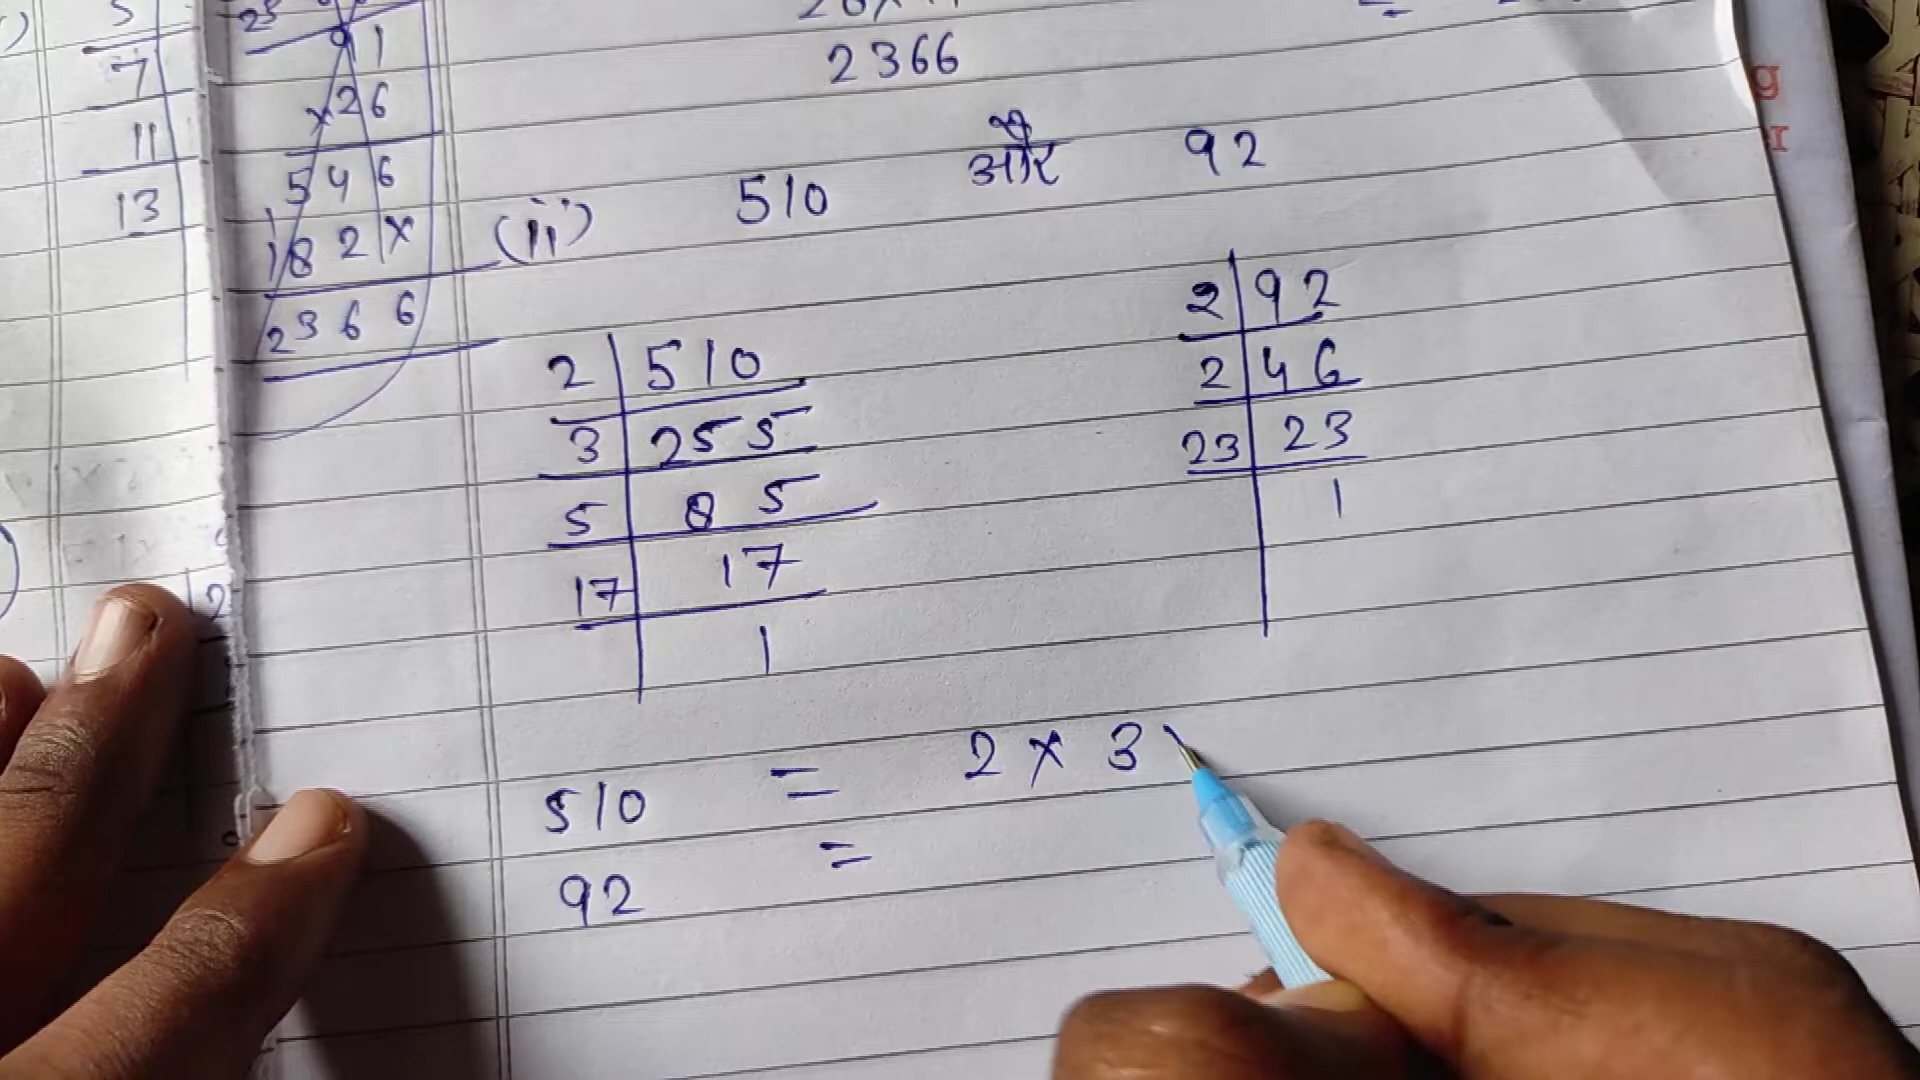 5
7
11
13
91
×26
546
182×
2366
2366
(ii) 510 और 92
2 | 510
3 | 255
5 | 85
17 | 17
1
2 | 92
2 | 46
23 | 23
1
510 = 2 × 3
92 =